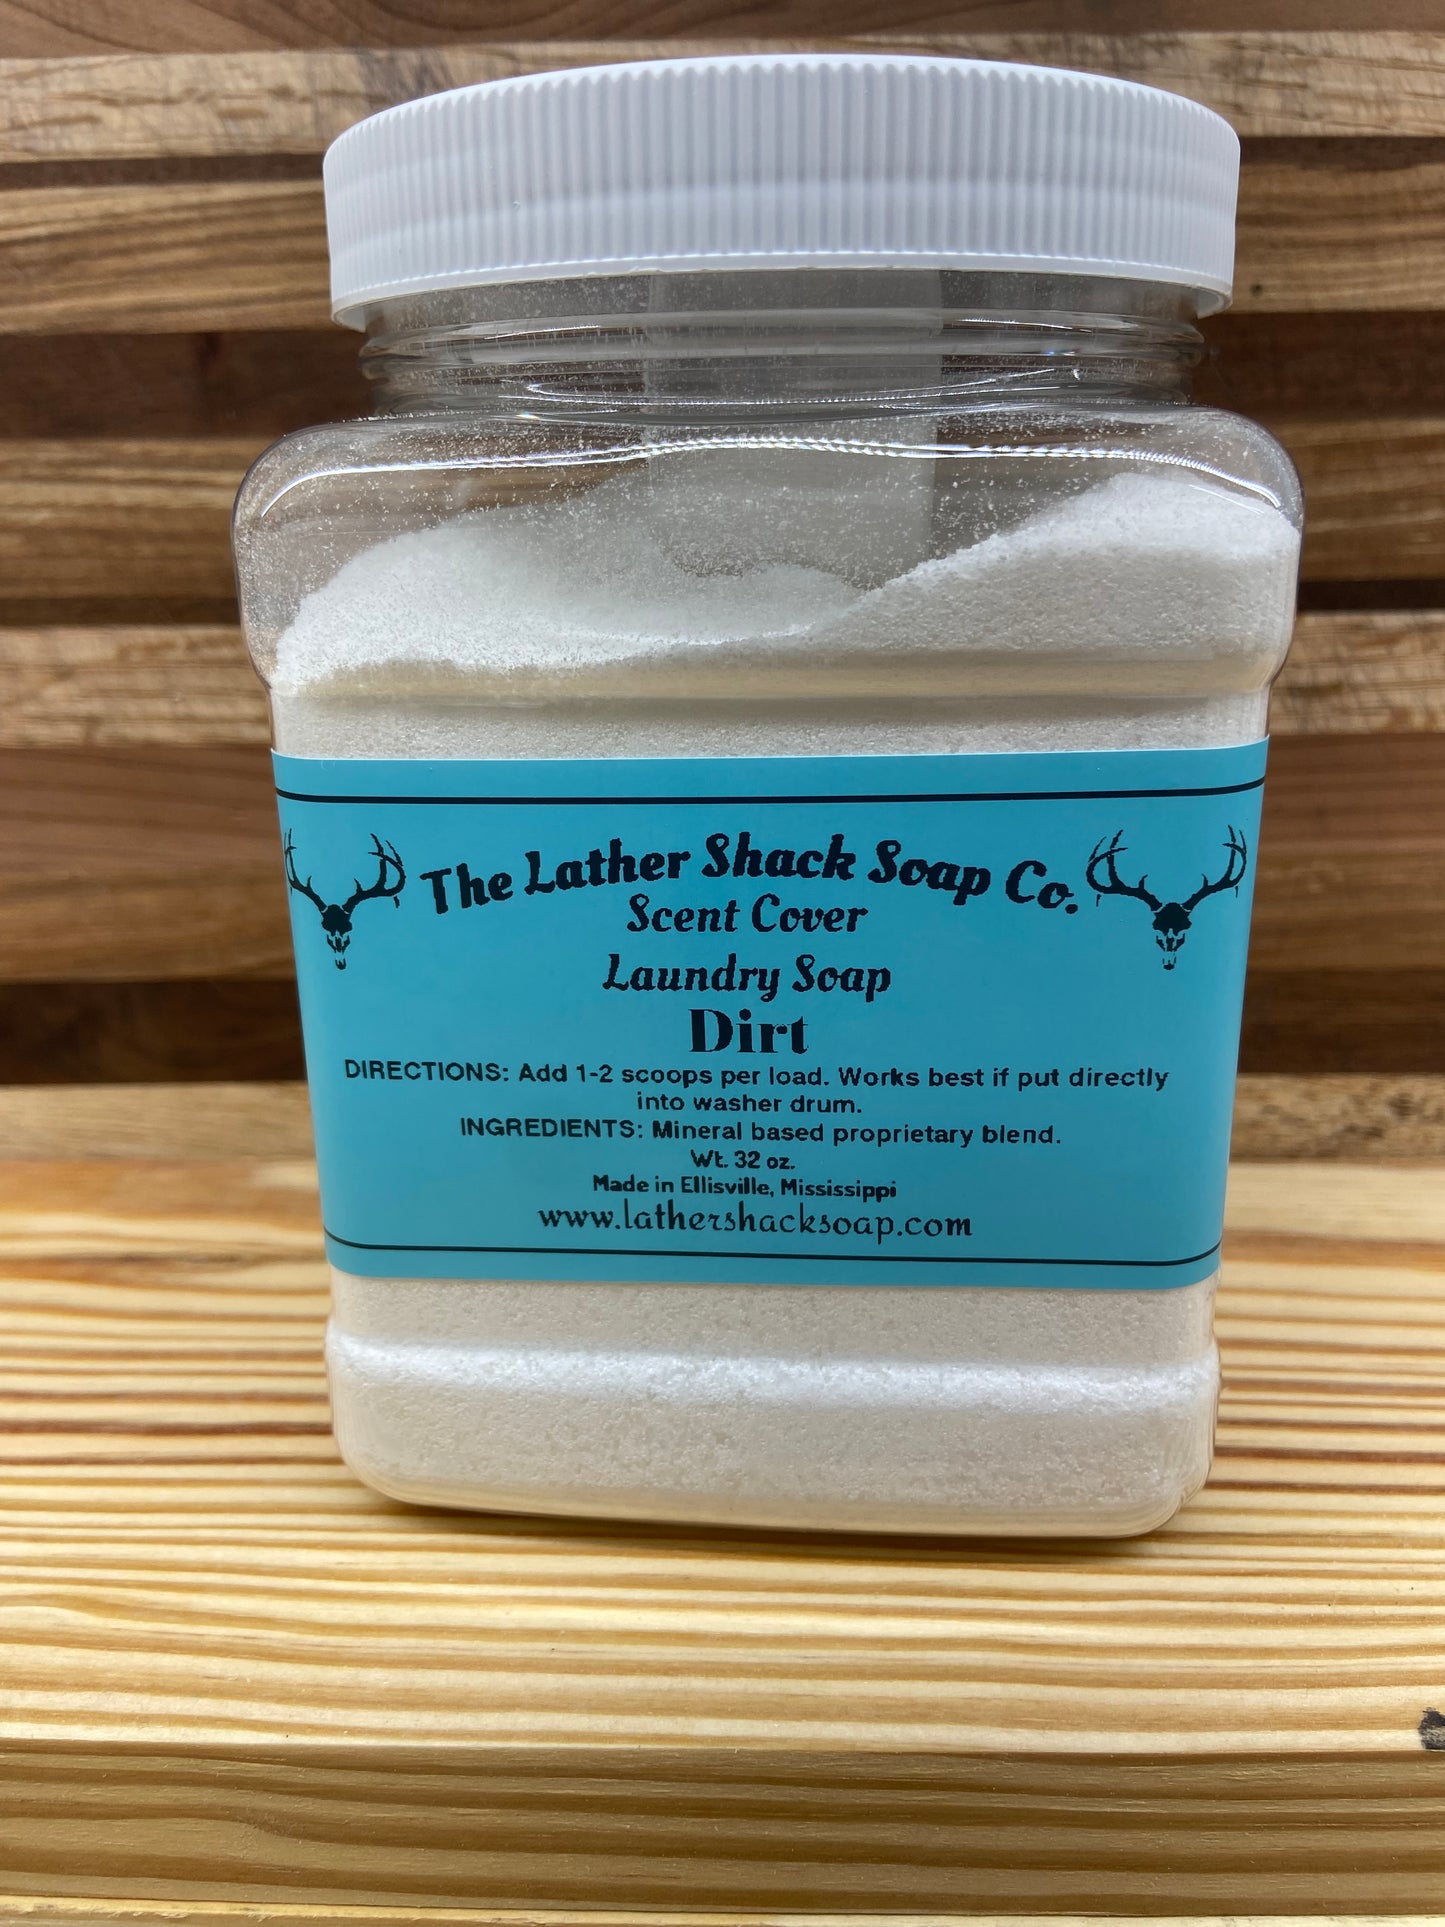 The Lather Shack Soap Co.
Scent Cover
Laundry Soap
Dirt
DIRECTIONS: Add 1-2 scoops per load. Works best if put directly
into washer drum.
INGREDIENTS: Mineral based proprietary blend.
Wt. 32 oz.
Made in Ellisville, Mississippi
www.lathershacksoap.com